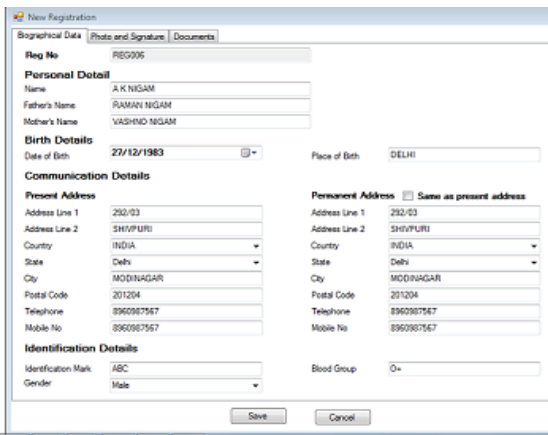 New Registration
Biographical Data Photo and Signature Documents
Reg No REG006
Personal Detail
Name A K NIGAM
Father's Name RAMAN NIGAM
Mother's Name VASHNO NIGAM
Birth Details
Date of Birth 27/12/1983 Place of Birth DELHI
Communication Details
Present Address Permanent Address Same as present address
Address Line 1 292/03 Address Line 1 292/03
Address Line 2 SHIVPURI Address Line 2 SHIVPURI
Country INDIA Country INDIA
State Delhi State Delhi
City MODINAGAR City MODINAGAR
Postal Code 201204 Postal Code 201204
Telephone 8960987567 Telephone 8960987567
Mobile No 8960987567 Mobile No 8960987567
Identification Details
Identification Mark ABC Blood Group O+
Gender Male
Save Cancel